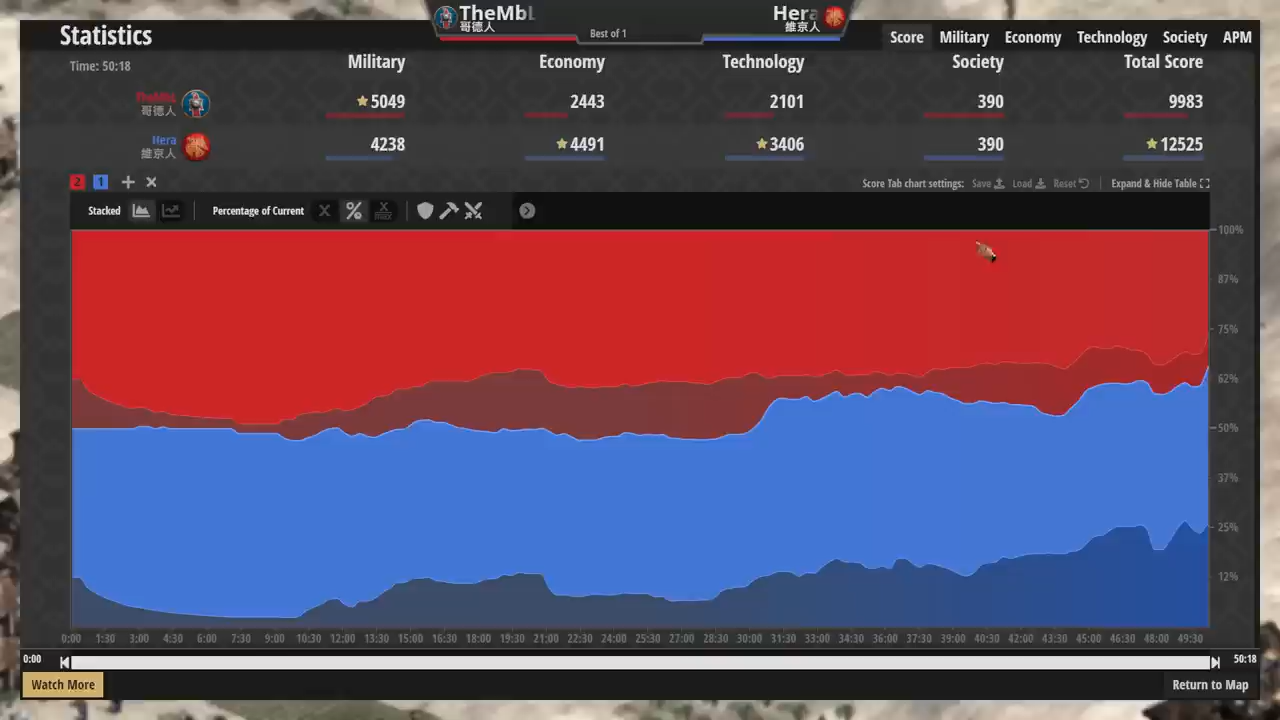 TheMbL
哥德人
Best of 1
Hera
維京人
Statistics
Score Military Economy Technology Society APM
Time: 50:18
Military Economy Technology Society Total Score
TheMbL
哥德人
5049 2443 2101 390 9983
Hera
維京人
4238 4491 3406 390 12525
2 1
Score Tab chart settings: Save Load Reset Expand & Hide Table
Stacked Percentage of Current X % X max
100%
87%
75%
62%
50%
37%
25%
12%
0:00 1:30 3:00 4:30 6:00 7:30 9:00 10:30 12:00 13:30 15:00 16:30 18:00 19:30 21:00 22:30 24:00 25:30 27:00 28:30 30:00 31:30 33:00 34:30 36:00 37:30 39:00 40:30 42:00 43:30 45:00 46:30 48:00 49:30
0:00 50:18
Watch More Return to Map